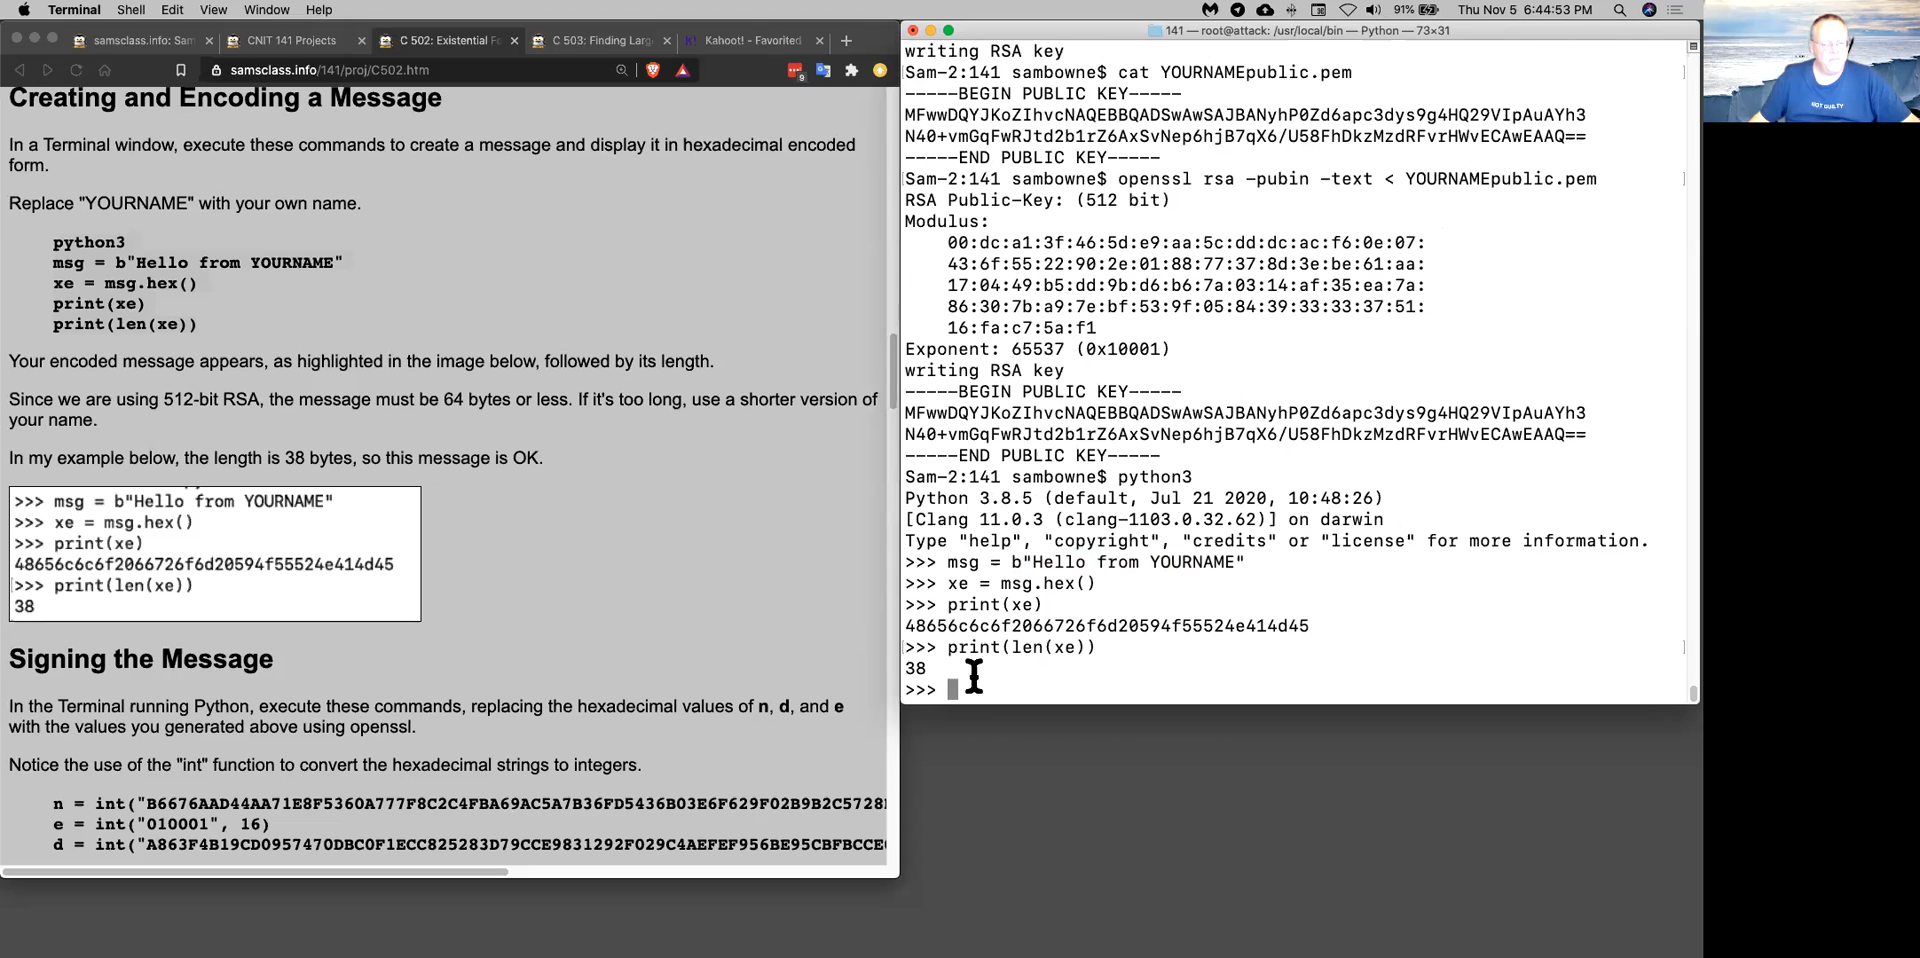 Terminal Shell Edit View Window Help
91% Thu Nov 5 6:44:53 PM
samsclass.info: Sam
CNIT 141 Projects
C 502: Existential Fo
C 503: Finding Larg
Kahoot! - Favorited
samsclass.info/141/proj/C502.htm
9
Creating and Encoding a Message
In a Terminal window, execute these commands to create a message and display it in hexadecimal encoded
form.
Replace "YOURNAME" with your own name.
python3
msg = b"Hello from YOURNAME"
xe = msg.hex()
print(xe)
print(len(xe))
Your encoded message appears, as highlighted in the image below, followed by its length.
Since we are using 512-bit RSA, the message must be 64 bytes or less. If it's too long, use a shorter version of
your name.
In my example below, the length is 38 bytes, so this message is OK.
>>> msg = b"Hello from YOURNAME"
>>> xe = msg.hex()
>>> print(xe)
48656c6c6f2066726f6d20594f55524e414d45
>>> print(len(xe))
38
Signing the Message
In the Terminal running Python, execute these commands, replacing the hexadecimal values of n, d, and e
with the values you generated above using openssl.
Notice the use of the "int" function to convert the hexadecimal strings to integers.
n = int("B6676AAD44AA71E8F5360A777F8C2C4FBA69AC5A7B36FD5436B03E6F629F02B9B2C5728
e = int("010001", 16)
d = int("A863F4B19CD0957470DBC0F1ECC825283D79CCE9831292F029C4AEFEF956BE95CBFBCCE
141 — root@attack: /usr/local/bin — Python — 73×31
writing RSA key
Sam-2:141 sambowne$ cat YOURNAMEpublic.pem
-----BEGIN PUBLIC KEY-----
MFwwDQYJKoZIhvcNAQEBBQADSwAwSAJBANyhP0Zd6apc3dys9g4HQ29VIpAuAYh3
N40+vmGqFwRJtd2b1rZ6AxSvNep6hjB7qX6/U58FhDkzMzdRFvrHWvECAwEAAQ==
-----END PUBLIC KEY-----
Sam-2:141 sambowne$ openssl rsa -pubin -text < YOURNAMEpublic.pem
RSA Public-Key: (512 bit)
Modulus:
00:dc:a1:3f:46:5d:e9:aa:5c:dd:dc:ac:f6:0e:07:
43:6f:55:22:90:2e:01:88:77:37:8d:3e:be:61:aa:
17:04:49:b5:dd:9b:d6:b6:7a:03:14:af:35:ea:7a:
86:30:7b:a9:7e:bf:53:9f:05:84:39:33:33:37:51:
16:fa:c7:5a:f1
Exponent: 65537 (0x10001)
writing RSA key
-----BEGIN PUBLIC KEY-----
MFwwDQYJKoZIhvcNAQEBBQADSwAwSAJBANyhP0Zd6apc3dys9g4HQ29VIpAuAYh3
N40+vmGqFwRJtd2b1rZ6AxSvNep6hjB7qX6/U58FhDkzMzdRFvrHWvECAwEAAQ==
-----END PUBLIC KEY-----
Sam-2:141 sambowne$ python3
Python 3.8.5 (default, Jul 21 2020, 10:48:26)
[Clang 11.0.3 (clang-1103.0.32.62)] on darwin
Type "help", "copyright", "credits" or "license" for more information.
>>> msg = b"Hello from YOURNAME"
>>> xe = msg.hex()
>>> print(xe)
48656c6c6f2066726f6d20594f55524e414d45
>>> print(len(xe))
38
>>>
NOT GUILTY